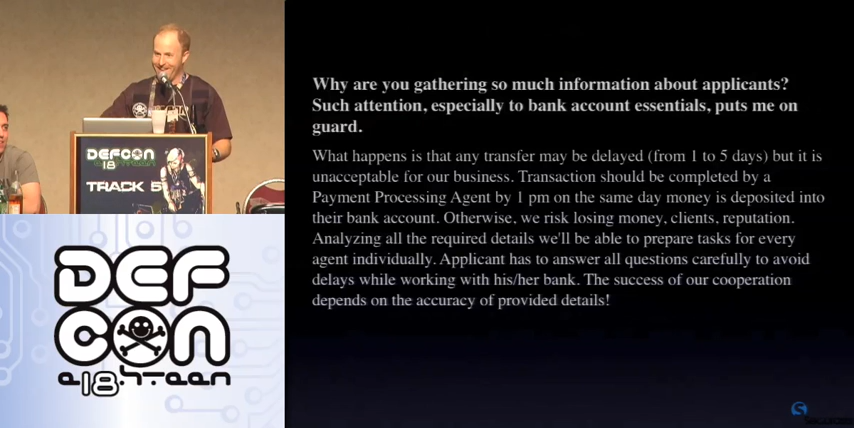 DEFCON
18
TRACK 5
DEF
CON
Why are you gathering so much information about applicants?
Such attention, especially to bank account essentials, puts me on
guard.
What happens is that any transfer may be delayed (from 1 to 5 days) but it is
unacceptable for our business. Transaction should be completed by a
Payment Processing Agent by 1 pm on the same day money is deposited into
their bank account. Otherwise, we risk losing money, clients, reputation.
Analyzing all the required details we'll be able to prepare tasks for every
agent individually. Applicant has to answer all questions carefully to avoid
delays while working with his/her bank. The success of our cooperation
depends on the accuracy of provided details!